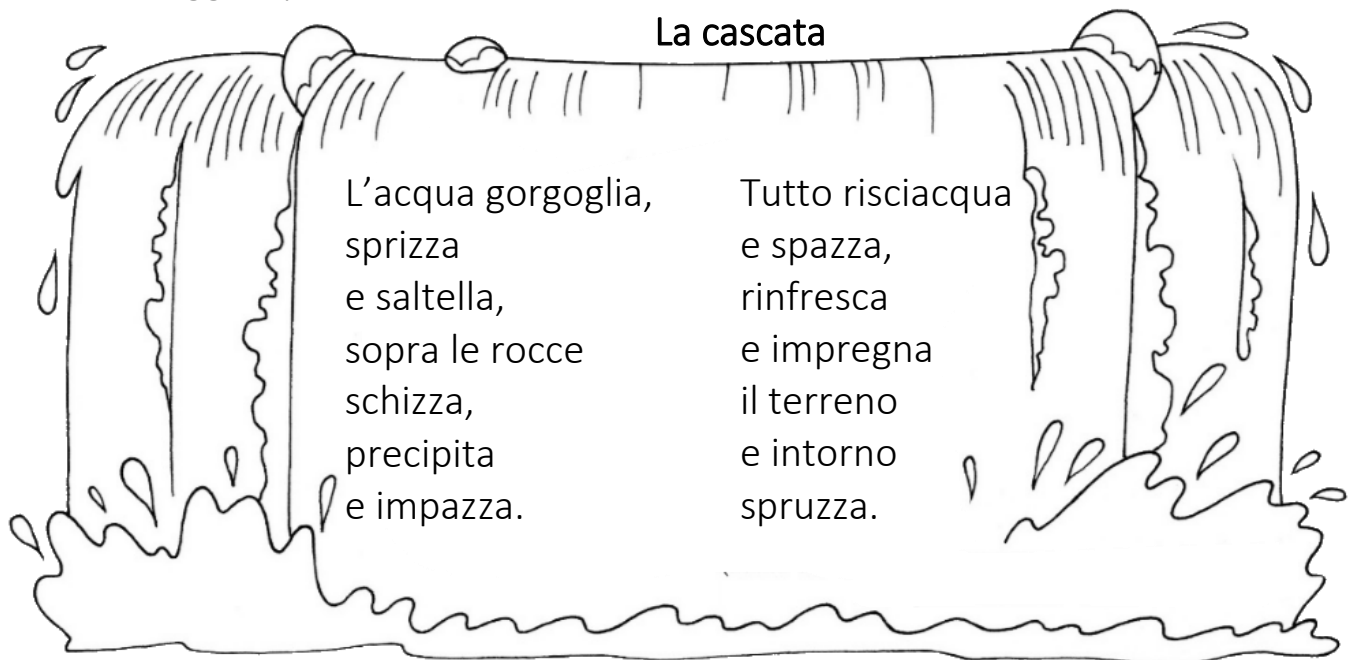 La cascata
L’acqua gorgoglia,
sprizza
e saltella,
sopra le rocce
schizza,
precipita
e impazza.
Tutto risciacqua
e spazza,
rinfresca
e impregna
il terreno
e intorno
spruzza.